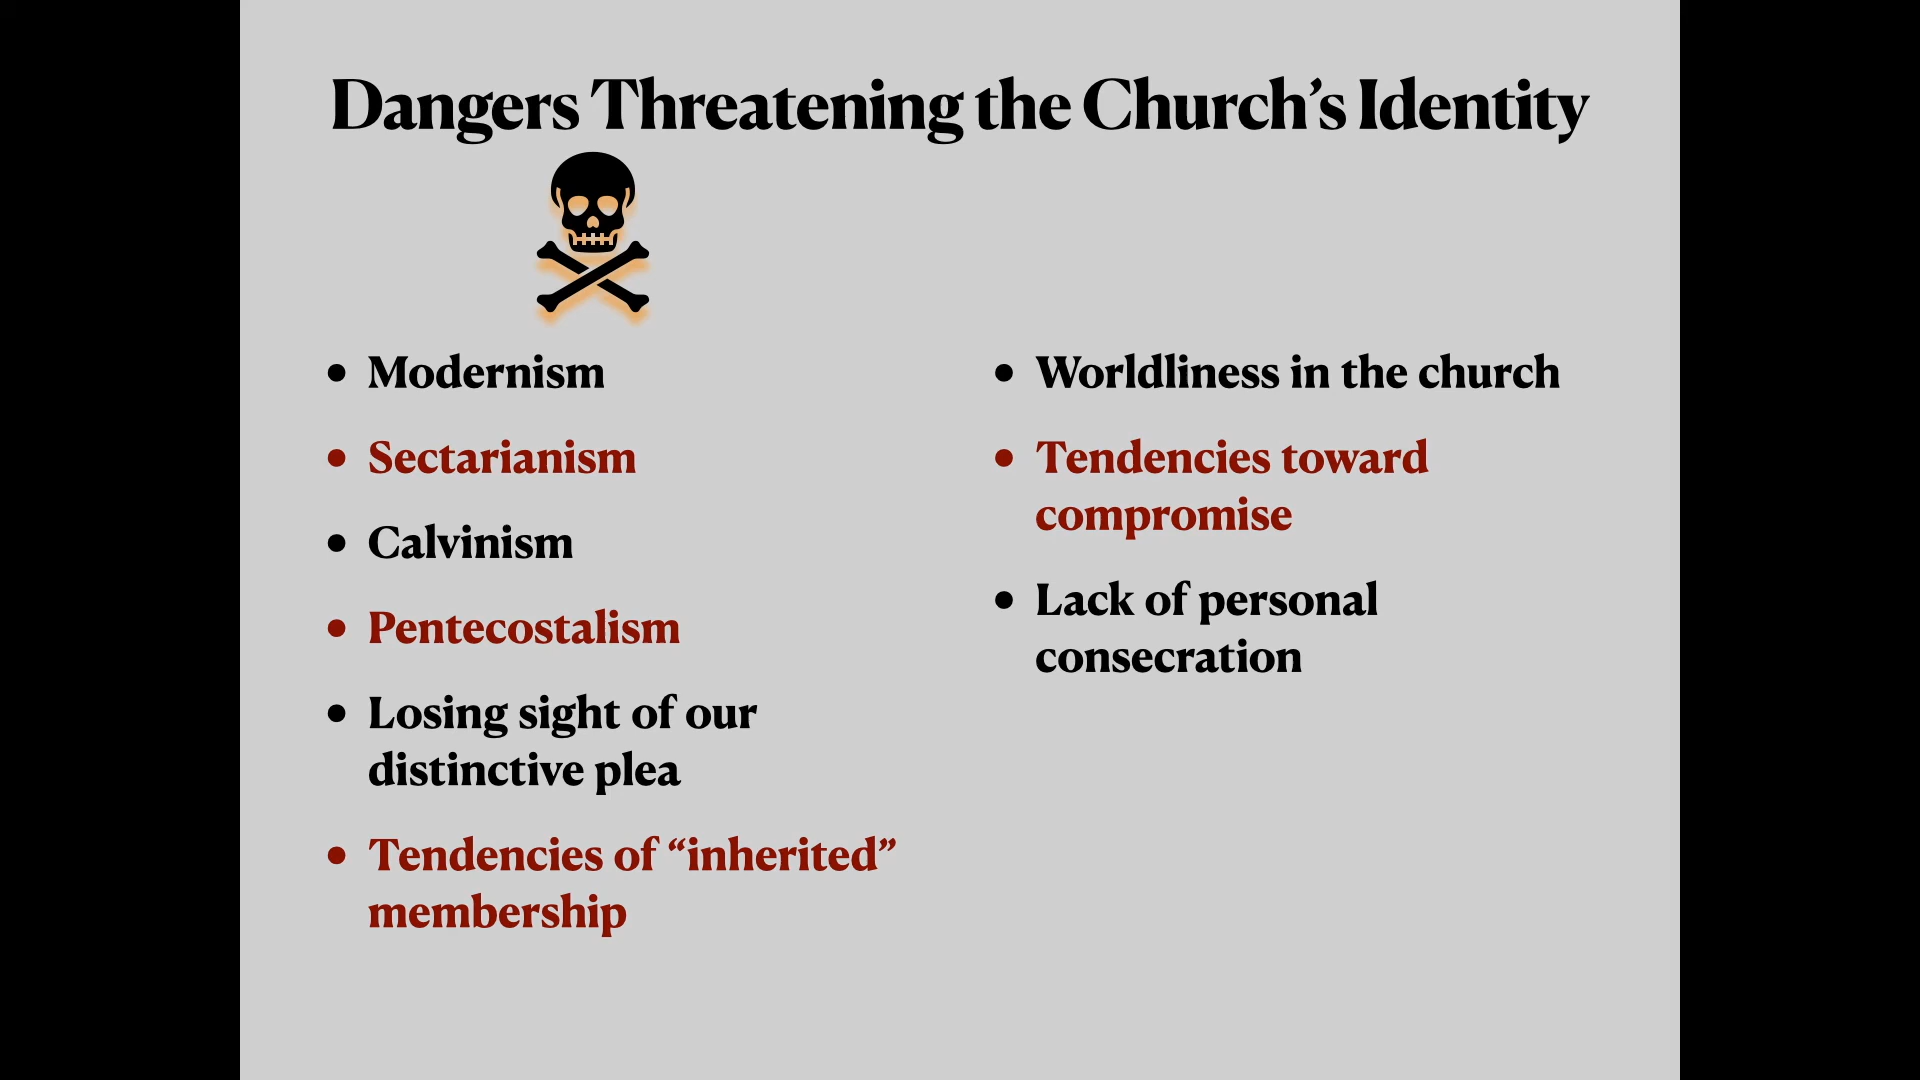 Dangers Threatening the Church’s Identity
• Modernism
• Sectarianism
• Calvinism
• Pentecostalism
• Losing sight of our
distinctive plea
• Tendencies of “inherited”
membership
• Worldliness in the church
• Tendencies toward
compromise
• Lack of personal
consecration